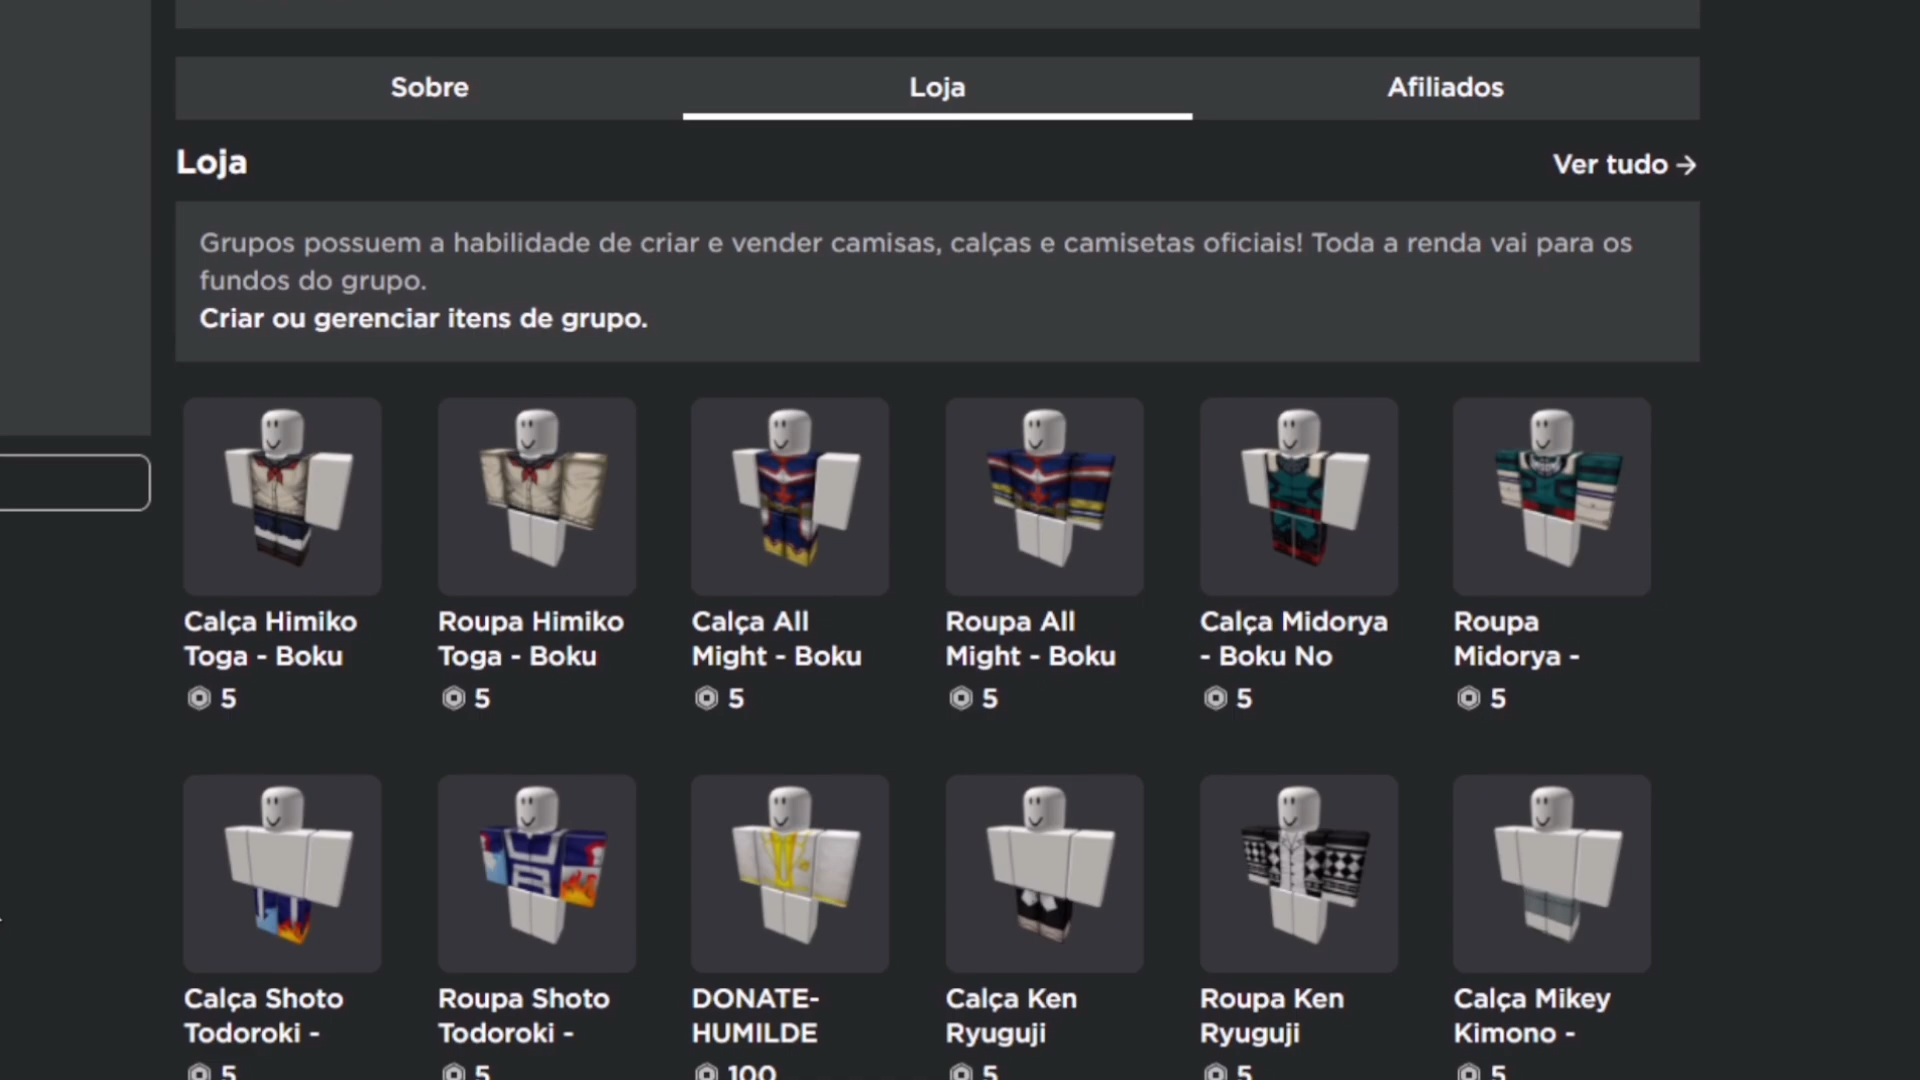 Sobre
Loja
Afiliados
Loja
Ver tudo
Grupos possuem a habilidade de criar e vender camisas, calças e camisetas oficiais! Toda a renda vai para os
fundos do grupo.
Criar ou gerenciar itens de grupo.
Calça Himiko
Toga - Boku
5
Roupa Himiko
Toga - Boku
5
Calça All
Might - Boku
5
Roupa All
Might - Boku
5
Calça Midorya
- Boku No
5
Roupa
Midorya -
5
Calça Shoto
Todoroki -
5
Roupa Shoto
Todoroki -
5
DONATE-
HUMILDE
100
Calça Ken
Ryuguji
5
Roupa Ken
Ryuguji
5
Calça Mikey
Kimono -
5